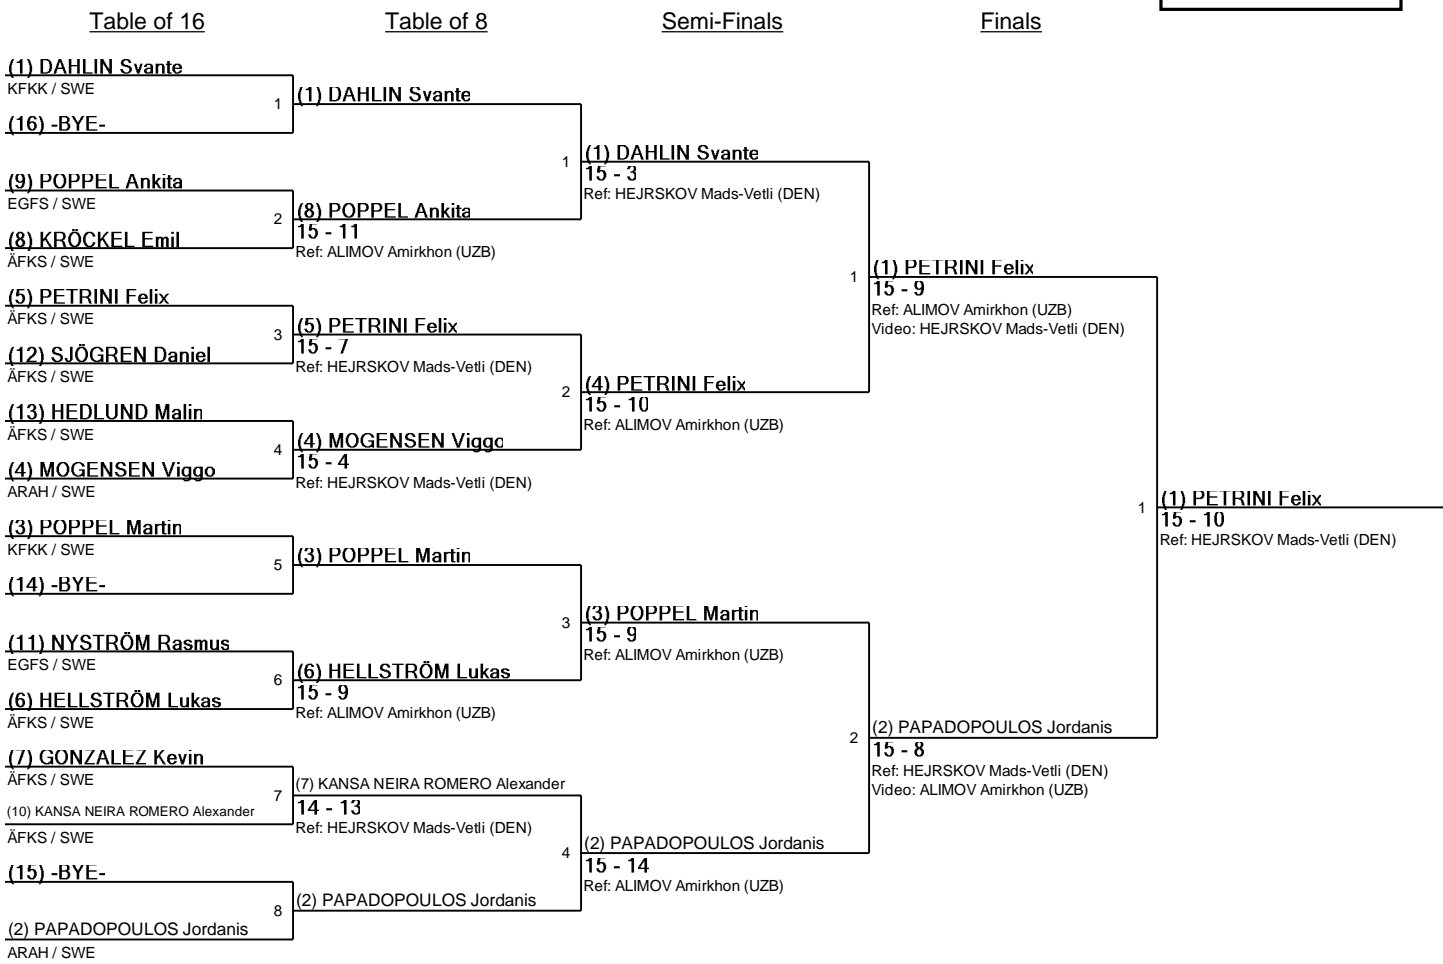 Table of 16
Table of 8
Semi-Finals
Finals
(1) DAHLIN Svante
KFKK / SWE
1
(16) -BYE-
(9) POPPEL Ankita
EGFS / SWE
2
(8) KRÖCKEL Emil
ÄFKS / SWE
(5) PETRINI Felix
ÄFKS / SWE
3
(12) SJÖGREN Daniel
ÄFKS / SWE
(13) HEDLUND Malin
ÄFKS / SWE
4
(4) MOGENSEN Viggo
ARAH / SWE
(3) POPPEL Martin
KFKK / SWE
5
(14) -BYE-
(11) NYSTRÖM Rasmus
EGFS / SWE
6
(6) HELLSTRÖM Lukas
ÄFKS / SWE
(7) GONZALEZ Kevin
ÄFKS / SWE
7
(10) KANSA NEIRA ROMERO Alexander
ÄFKS / SWE
(15) -BYE-
8
(2) PAPADOPOULOS Jordanis
ARAH / SWE
(1) DAHLIN Svante
1
(8) POPPEL Ankita
15 - 11
Ref: ALIMOV Amirkhon (UZB)
(5) PETRINI Felix
15 - 7
Ref: HEJRSKOV Mads-Vetli (DEN)
2
(4) MOGENSEN Viggo
15 - 4
Ref: HEJRSKOV Mads-Vetli (DEN)
(3) POPPEL Martin
3
(6) HELLSTRÖM Lukas
15 - 9
Ref: ALIMOV Amirkhon (UZB)
(7) KANSA NEIRA ROMERO Alexander
14 - 13
Ref: HEJRSKOV Mads-Vetli (DEN)
4
(2) PAPADOPOULOS Jordanis
(1) DAHLIN Svante
15 - 3
Ref: HEJRSKOV Mads-Vetli (DEN)
1
(4) PETRINI Felix
15 - 10
Ref: ALIMOV Amirkhon (UZB)
(3) POPPEL Martin
15 - 9
Ref: ALIMOV Amirkhon (UZB)
2
(2) PAPADOPOULOS Jordanis
15 - 14
Ref: ALIMOV Amirkhon (UZB)
(1) PETRINI Felix
15 - 9
Ref: ALIMOV Amirkhon (UZB)
Video: HEJRSKOV Mads-Vetli (DEN)
1
(2) PAPADOPOULOS Jordanis
15 - 8
Ref: HEJRSKOV Mads-Vetli (DEN)
Video: ALIMOV Amirkhon (UZB)
(1) PETRINI Felix
15 - 10
Ref: HEJRSKOV Mads-Vetli (DEN)